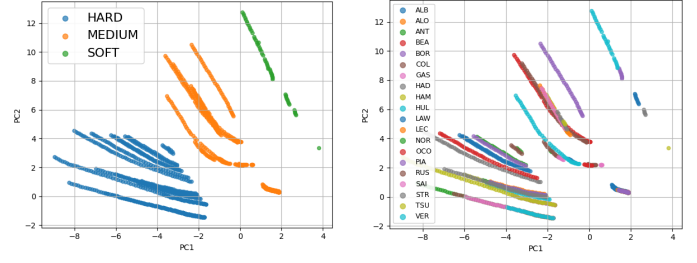 HARD
MEDIUM
SOFT
12
10
8
6
4
2
0
−2
−8
−6
−4
−2
0
2
4
PC2
PC1
ALB
ALO
ANT
BEA
BOR
COL
GAS
HAD
HAM
HUL
LAW
LEC
NOR
OCO
PIA
RUS
SAI
STR
TSU
VER
12
10
8
6
4
2
0
−2
−8
−6
−4
−2
0
2
4
PC2
PC1